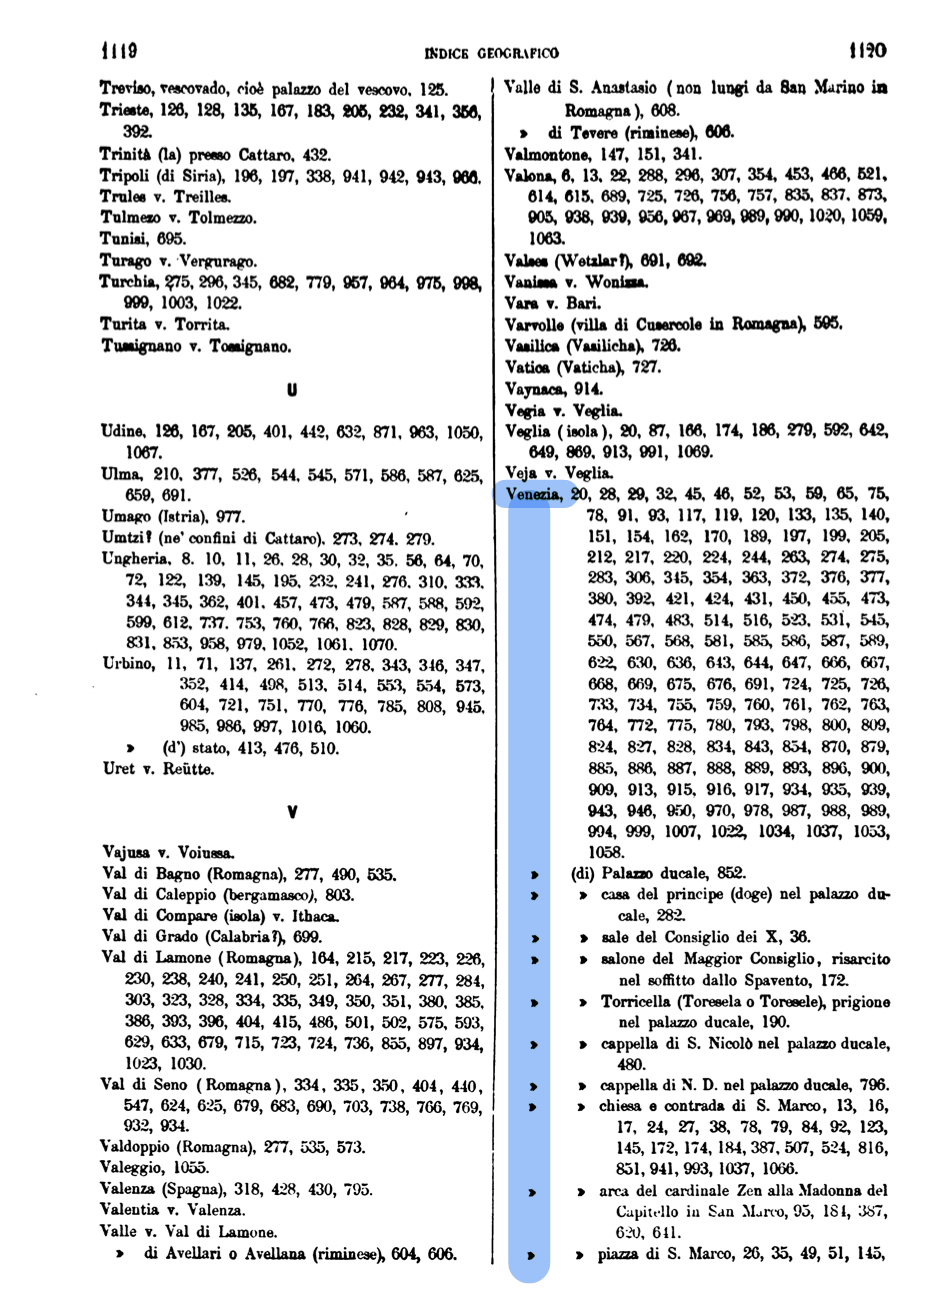 1119
INDICE GEOGRAFICO
1120
Treviso, vescovado, cioè palazzo del vescovo, 125.
Trieste, 126, 128, 135, 167, 183, 205, 232, 341, 356,
392.
Trinità (la) presso Cattaro, 432.
Tripoli (di Siria), 196, 197, 338, 941, 942, 943, 966.
Trules v. Treilles.
Tulmezo v. Tolmezzo.
Tunisi, 695.
Turago v. Vergurago.
Turchia, 275, 296, 345, 682, 779, 957, 964, 975, 998,
999, 1003, 1022.
Turita v. Torrita.
Tussignano v. Tossignano.
U
Udine, 126, 167, 205, 401, 442, 632, 871, 963, 1050,
1067.
Ulma, 210, 377, 526, 544, 545, 571, 586, 587, 625,
659, 691.
Umago (Istria), 977.
Umtzi? (ne' confini di Cattaro), 273, 274, 279.
Ungheria, 8, 10, 11, 26, 28, 30, 32, 35, 56, 64, 70,
72, 122, 139, 145, 195, 232, 241, 276, 310, 333,
344, 345, 362, 401, 457, 473, 479, 587, 588, 592,
599, 612, 737, 753, 760, 766, 823, 828, 829, 830,
831, 853, 958, 979, 1052, 1061, 1070.
Urbino, 11, 71, 137, 261, 272, 278, 343, 346, 347,
352, 414, 498, 513, 514, 553, 554, 573,
604, 721, 751, 770, 776, 785, 808, 945,
985, 986, 997, 1016, 1060.
» (d') stato, 413, 476, 510.
Uret v. Reütte.
V
Vajusa v. Voiussa.
Val di Bagno (Romagna), 277, 490, 535.
Val di Caleppio (bergamasco), 803.
Val di Compare (isola) v. Ithaca.
Val di Grado (Calabria?), 699.
Val di Lamone (Romagna), 164, 215, 217, 223, 226,
230, 238, 240, 241, 250, 251, 264, 267, 277, 284,
303, 323, 328, 334, 335, 349, 350, 351, 380, 385,
386, 393, 396, 404, 415, 486, 501, 502, 575, 593,
629, 633, 679, 715, 723, 724, 736, 855, 897, 934,
1023, 1030.
Val di Seno (Romagna), 334, 335, 350, 404, 440,
547, 624, 625, 679, 683, 690, 703, 738, 766, 769,
932, 934.
Valdoppio (Romagna), 277, 535, 573.
Valeggio, 1055.
Valenza (Spagna), 318, 428, 430, 795.
Valentia v. Valenza.
Valle v. Val di Lamone.
» di Avellari o Avellana (riminese), 604, 606.
Valle di S. Anastasio (non lungi da San Marino in
Romagna), 608.
» di Tevere (riminese), 606.
Valmontone, 147, 151, 341.
Valona, 6, 13, 22, 288, 296, 307, 354, 453, 466, 521,
614, 615, 689, 725, 726, 756, 757, 835, 837, 873,
905, 938, 939, 956, 967, 969, 989, 990, 1020, 1059,
1063.
Valses (Wetzlar?), 691, 692.
Vanissa v. Wonissa.
Vara v. Bari.
Varvolle (villa di Cusercole in Romagna), 595.
Vasilica (Vasilicha), 726.
Vatica (Vaticha), 727.
Vaynaca, 914.
Vegia v. Veglia.
Veglia (isola), 20, 87, 166, 174, 186, 279, 592, 642,
649, 869, 913, 991, 1069.
Veja v. Veglia.
Venezia, 20, 28, 29, 32, 45, 46, 52, 53, 59, 65, 75,
78, 91, 93, 117, 119, 120, 133, 135, 140,
151, 154, 162, 170, 189, 197, 199, 205,
212, 217, 220, 224, 244, 263, 274, 275,
283, 306, 345, 354, 363, 372, 376, 377,
380, 392, 421, 424, 431, 450, 455, 473,
474, 479, 483, 514, 516, 523, 531, 545,
550, 567, 568, 581, 585, 586, 587, 589,
622, 630, 636, 643, 644, 647, 666, 667,
668, 669, 675, 676, 691, 724, 725, 726,
733, 734, 755, 759, 760, 761, 762, 763,
764, 772, 775, 780, 793, 798, 800, 809,
824, 827, 828, 834, 843, 854, 870, 879,
885, 886, 887, 888, 889, 893, 896, 900,
909, 913, 915, 916, 917, 934, 935, 939,
943, 946, 950, 970, 978, 987, 988, 989,
994, 999, 1007, 1022, 1034, 1037, 1053,
1058.
» (di) Palazzo ducale, 852.
» » casa del principe (doge) nel palazzo du-
cale, 282.
» » sale del Consiglio dei X, 36.
» » salone del Maggior Consiglio, risarcito
nel soffitto dallo Spavento, 172.
» » Torricella (Toresela o Toresele), prigione
nel palazzo ducale, 190.
» » cappella di S. Nicolò nel palazzo ducale,
480.
» » cappella di N. D. nel palazzo ducale, 796.
» » chiesa e contrada di S. Marco, 13, 16,
17, 24, 27, 38, 78, 79, 84, 92, 123,
145, 172, 174, 184, 387, 507, 524, 816,
851, 941, 993, 1037, 1066.
» » arca del cardinale Zen alla Madonna del
Capitello in San Marco, 95, 184, 387,
620, 641.
» » piazza di S. Marco, 26, 35, 49, 51, 145,